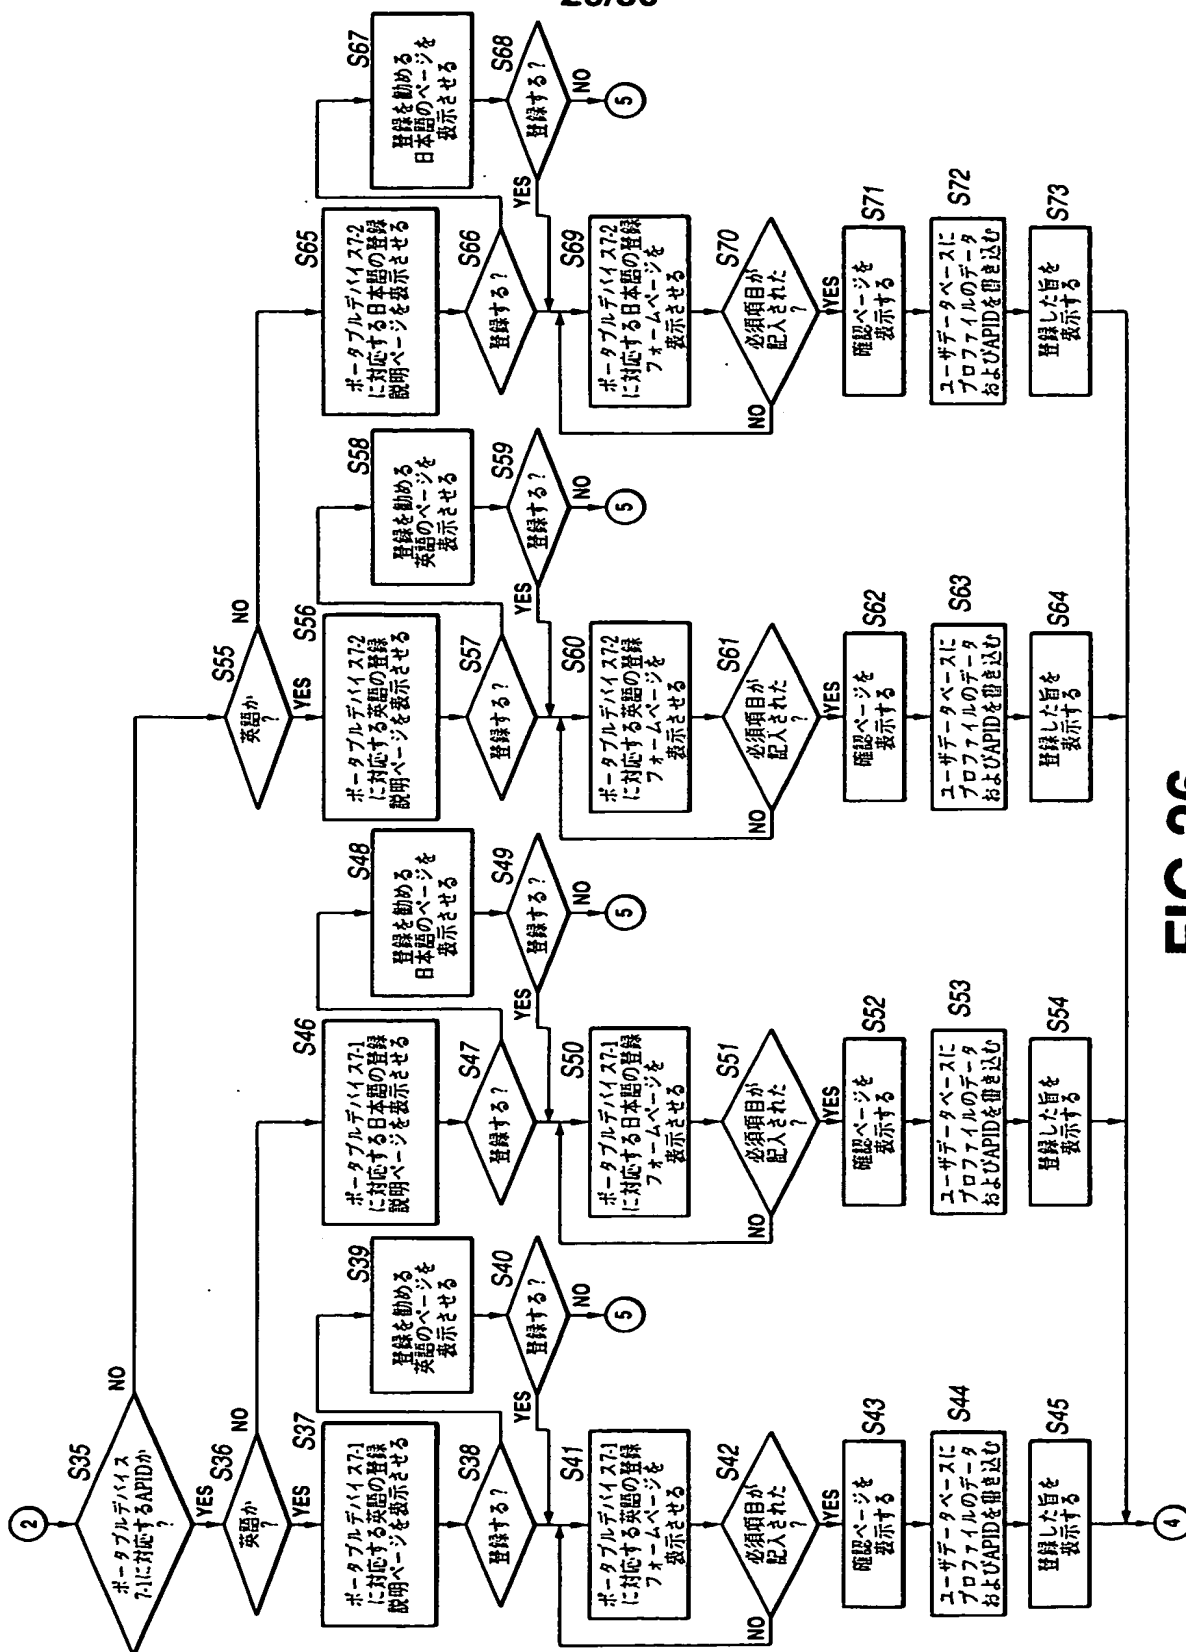 2
S35
ポータブルデバイス
7-1に対応するAPIDか
?
NO
YES
S36
英語か
?
NO
YES
S37
ポータブルデバイス7-1
に対応する英語の登録
説明ページを表示させる
S38
登録する?
S39
登録を勧める
英語のページを
表示させる
S40
登録する?
NO
5
YES
S41
ポータブルデバイス7-1
に対応する英語の登録
フォームページを
表示させる
S42
必須項目が
記入された
?
NO
YES
S43
確認ページを
表示する
S44
ユーザデータベースに
プロファイルのデータ
およびAPIDを書き込む
S45
登録した旨を
表示する
4
S46
ポータブルデバイス7-1
に対応する日本語の登録
説明ページを表示させる
S47
登録する?
S48
登録を勧める
日本語のページを
表示させる
S49
登録する?
NO
5
YES
S50
ポータブルデバイス7-1
に対応する日本語の登録
フォームページを
表示させる
S51
必須項目が
記入された
?
NO
YES
S52
確認ページを
表示する
S53
ユーザデータベースに
プロファイルのデータ
およびAPIDを書き込む
S54
登録した旨を
表示する
S55
英語か
?
NO
YES
S56
ポータブルデバイス7-2
に対応する英語の登録
説明ページを表示させる
S57
登録する?
S58
登録を勧める
英語のページを
表示させる
S59
登録する?
NO
5
YES
S60
ポータブルデバイス7-2
に対応する英語の登録
フォームページを
表示させる
S61
必須項目が
記入された
?
NO
YES
S62
確認ページを
表示する
S63
ユーザデータベースに
プロファイルのデータ
およびAPIDを書き込む
S64
登録した旨を
表示する
S65
ポータブルデバイス7-2
に対応する日本語の登録
説明ページを表示させる
S66
登録する?
S67
登録を勧める
日本語のページを
表示させる
S68
登録する?
NO
5
YES
S69
ポータブルデバイス7-2
に対応する日本語の登録
フォームページを
表示させる
S70
必須項目が
記入された
?
NO
YES
S71
確認ページを
表示する
S72
ユーザデータベースに
プロファイルのデータ
およびAPIDを書き込む
S73
登録した旨を
表示する